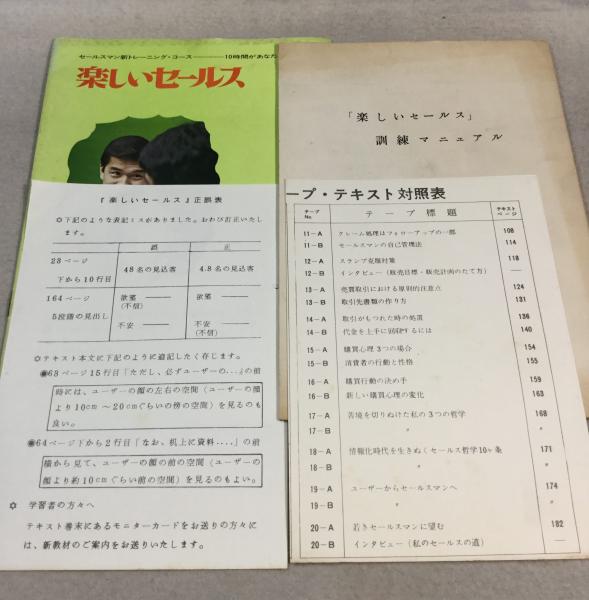 セールスマン新トレーニング・コース――――10時間があなた
楽しいセールス
「楽しいセールス」
訓練マニュアル
『楽しいセールス』正誤表
✡下記のような表記ミスがありました。おわび訂正いたします。
誤 正
23ページ
下から10行目 48名の見込客 4.8名の見込客
164ページ
5段譜の見出し
欲望――(不信) 欲望――
不安―― 不安――(不信)
✡テキスト本文に下記のように追記したく存じます。
◉63ページ15行目「ただし、必ずユーザーの…」の前
時には、ユーザーの顔の左右の空間(ユーザーの顔
より10cm～20cmぐらいの傍の空間)を見るのも
良い。
◉64ページ下から2行目「なお、机上に資料‥‥」の前
横から見て、ユーザーの顔の前の空間(ユーザーの
顔より約10cmぐらい前の空間)を見るのもよい。
✡ 学習者の方々へ
テキスト巻末にあるモニターカードをお送りの方々に
は、新教材のご案内をお送りいたします。
ープ・テキスト対照表
テープNo. テープ標題 テキストページ
11-A クレーム処理はフォローアップの一部 108
11-B セールスマンの自己管理法 114
12-A スランプ克服対策 118
12-B インタビュー(販売目標・販売計画のたて方) ―
13-A 売買取引における原則的注意点 124
13-B 取引先書類の作り方 131
14-A 取引がもつれた時の処置 136
14-B 代金を上手に回収するには 140
15-A 購買心理3つの場合 154
15-B 消費者の行動と性格 155
16-A 購買行動の決め手 159
16-B 新しい購買心理の変化 163
17-A 苦境を切りぬけた私の3つの哲学 168
17-B 〃 〃
18-A 情報化時代を生きぬくセールス哲学10ヶ条 171
18-B 〃 〃
19-A ユーザーからセールスマンへ 174
19-B 〃 〃
20-A 若きセールスマンに望む 182
20-B インタビュー(私のセールスの道) ―